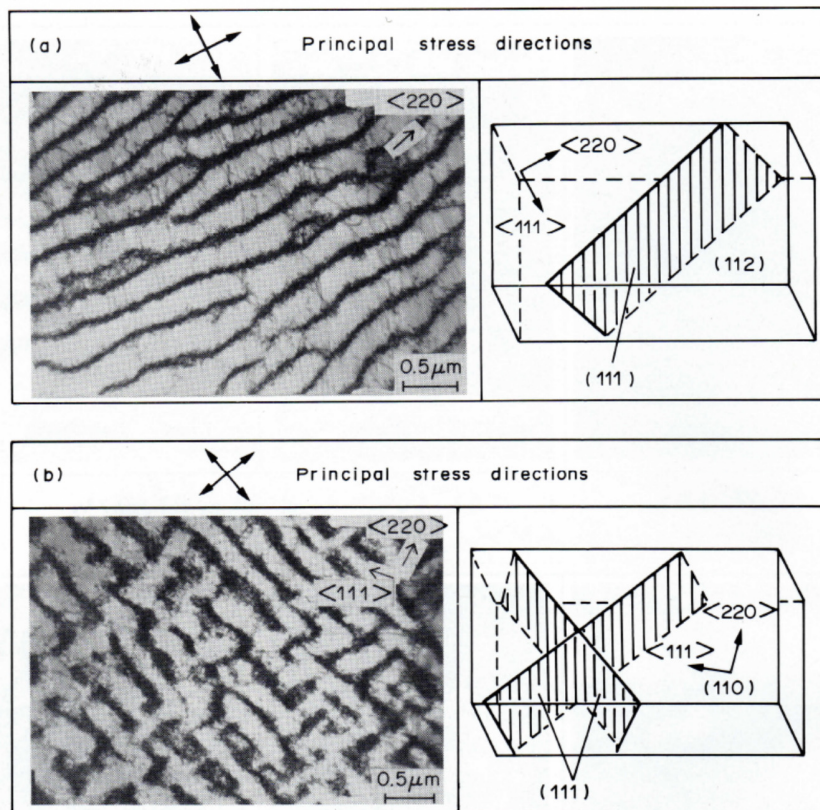 (a) Principal stress directions
<220>
0.5μm
<220>
<111>
(112)
(111)
(b) Principal stress directions
<220>
<111>
0.5μm
<220>
<111>
(110)
(111)